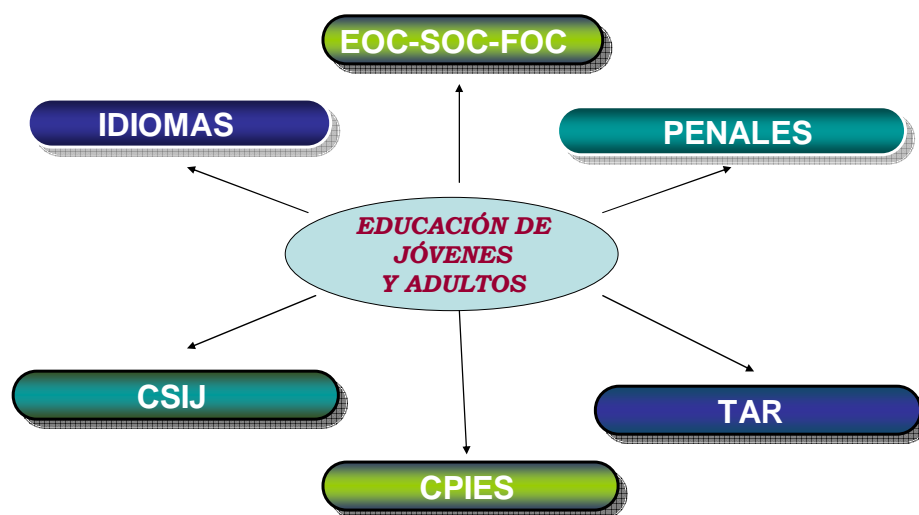 EOC-SOC-FOC
IDIOMAS
PENALES
EDUCACIÓN DE
JÓVENES
Y ADULTOS
CSIJ
TAR
CPIES